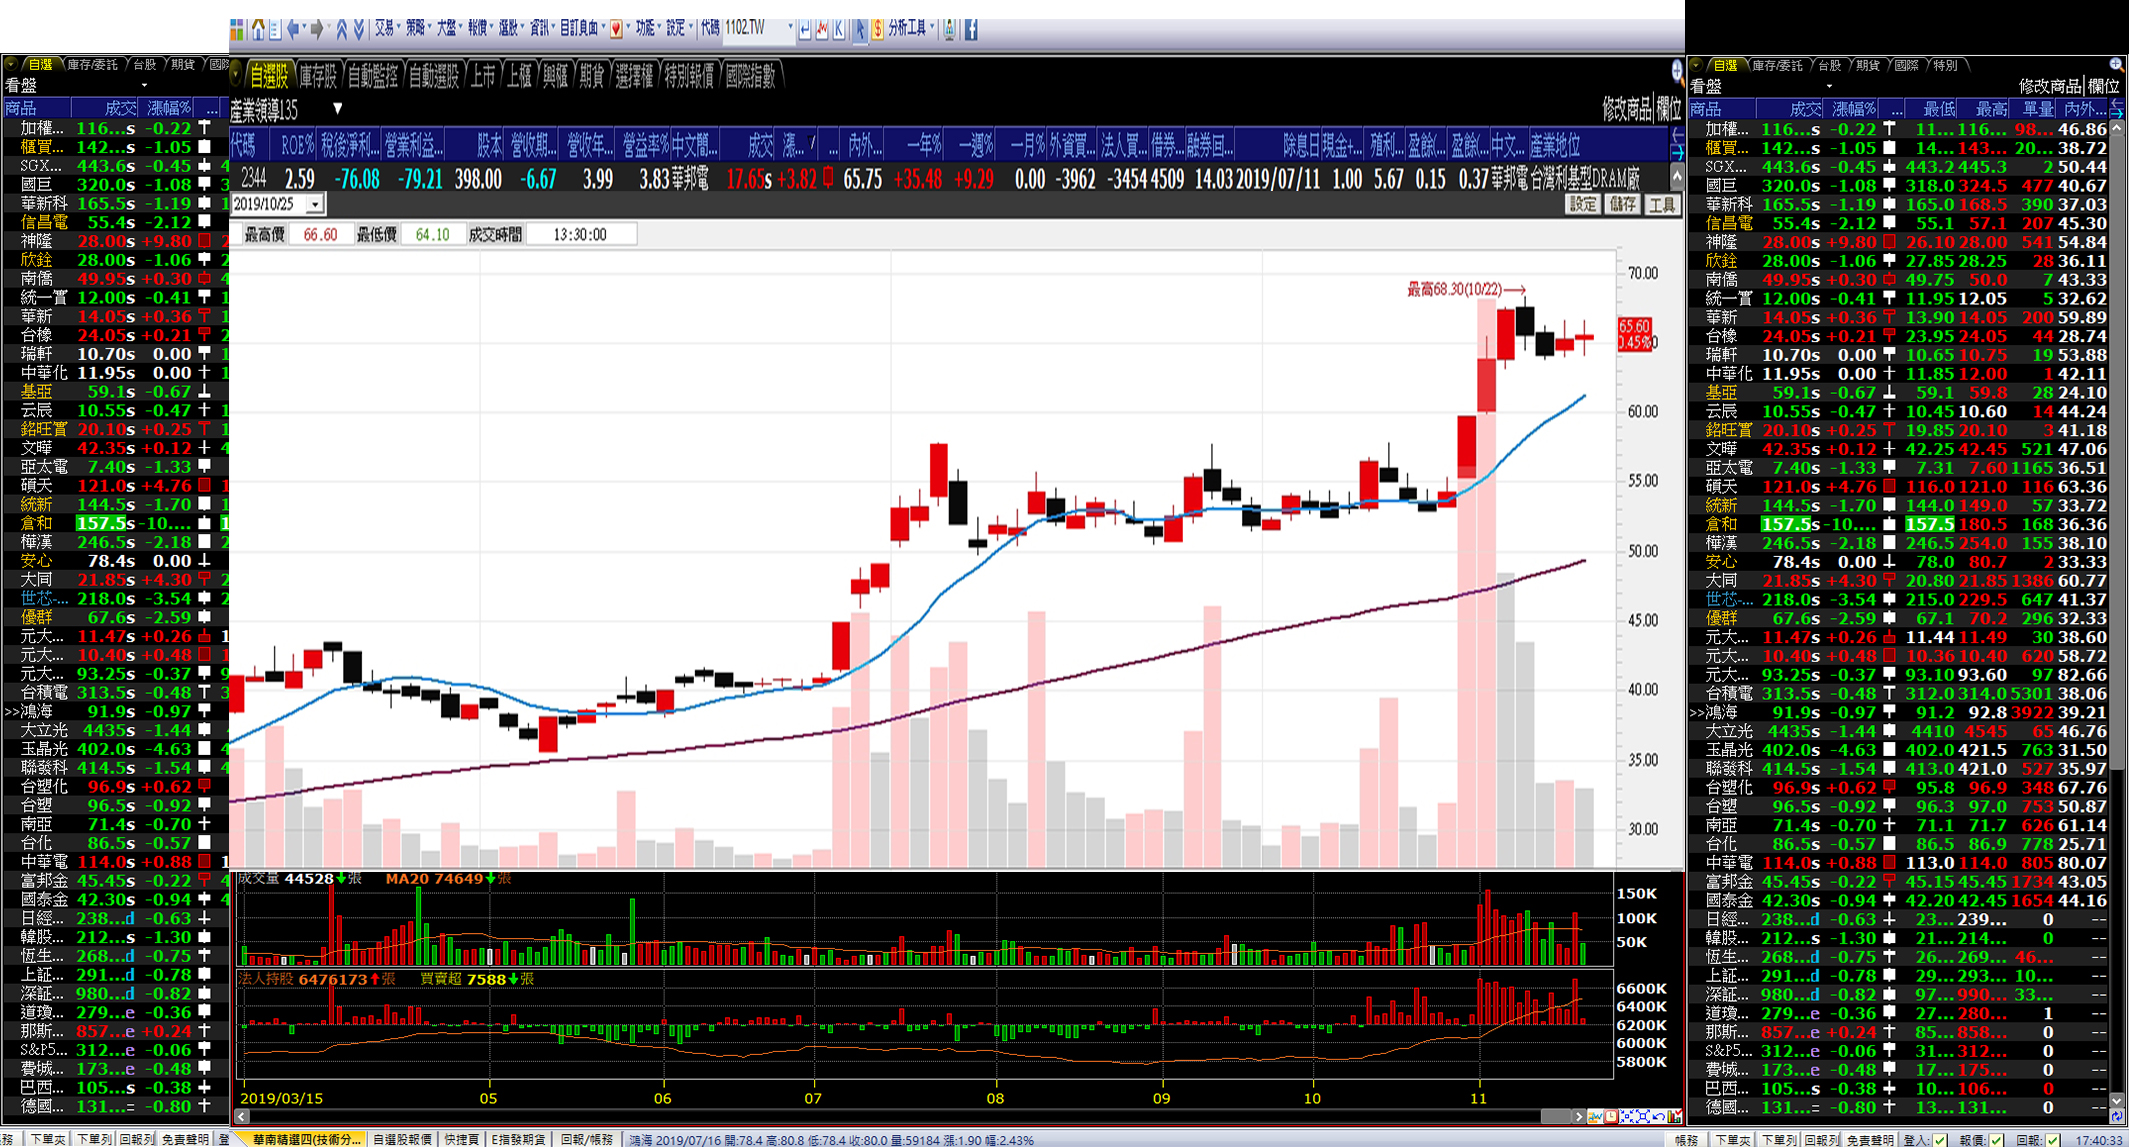 交易 策略 大盤 報價 選股 資訊 自訂頁面 功能 設定 代碼 1102.TW 分析工具
自選 庫存/委託 台股 期貨 國際
看盤
商品 成交 漲幅% ...
加權... 116...s -0.22
櫃買... 142...s -1.05
SGX... 443.6s -0.45
國巨 320.0s -1.08
華新科 165.5s -1.19
信昌電 55.4s -2.12
神隆 28.00s +9.80
欣銓 28.00s -1.06
南僑 49.95s +0.30
統一實 12.00s -0.41
華新 14.05s +0.36
台橡 24.05s +0.21
瑞軒 10.70s 0.00
中華化 11.95s 0.00
基亞 59.1s -0.67
云辰 10.55s -0.47
銘旺實 20.10s +0.25
文曄 42.35s +0.12
亞太電 7.40s -1.33
碩天 121.0s +4.76
統新 144.5s -1.70
倉和 157.5s -10....
樺漢 246.5s -2.18
安心 78.4s 0.00
大同 21.85s +4.30
世芯-... 218.0s -3.54
優群 67.6s -2.59
元大... 11.47s +0.26
元大... 10.40s +0.48
元大... 93.25s -0.37
台積電 313.5s -0.48
>>鴻海 91.9s -0.97
大立光 4435s -1.44
玉晶光 402.0s -4.63
聯發科 414.5s -1.54
台塑化 96.9s +0.62
台塑 96.5s -0.92
南亞 71.4s -0.70
台化 86.5s -0.57
中華電 114.0s +0.88
富邦金 45.45s -0.22
國泰金 42.30s -0.94
日經... 238...d -0.63
韓股... 212...s -1.30
恆生... 268...d -0.75
上証... 291...d -0.78
深証... 980...d -0.82
道瓊... 279...e -0.36
那斯... 857...e +0.24
S&P5... 312...e -0.06
費城... 173...e -0.48
巴西... 105...s -0.38
德國... 131...= -0.80
自選股 庫存股 自動監控 自動選股 上市 上櫃 興櫃 期貨 選擇權 特別報價 國際指數
產業領導135 ▼ 修改商品 欄位
代碼 ROE% 稅後淨利... 營業利益... 股本 營收期... 營收年... 營益率% 中文簡... 成交 漲... ... 內外... 一年% 一週% 一月% 外資買... 法人買... 借券... 融券回... 除息日 現金+... 殖利... 盈餘(... 盈餘(... 中文... 產業地位
2344 2.59 -76.08 -79.21 398.00 -6.67 3.99 3.83 華邦電 17.65s +3.82 65.75 +35.48 +9.29 0.00 -3962 -3454 4509 14.03 2019/07/11 1.00 5.67 0.15 0.37 華邦電 台灣利基型DRAM廠
2019/10/25 設定 儲存 工具
最高價 66.60 最低價 64.10 成交時間 13:30:00
最高68.30(10/22)
70.00
65.60
0.45%
60.00
55.00
50.00
45.00
40.00
35.00
30.00
成交量 44528 張 MA20 74649 張
150K
100K
50K
法人持股 6476173 張 買賣超 7588 張
6600K
6400K
6200K
6000K
5800K
2019/03/15 05 06 07 08 09 10 11
自選 庫存/委託 台股 期貨 國際 特別
看盤 修改商品 欄位
商品 成交 漲幅% ... 最低 最高 單量 內外...
加權... 116...s -0.22 11... 116... 98... 46.86
櫃買... 142...s -1.05 14... 143... 20... 38.72
SGX... 443.6s -0.45 443.2 445.3 2 50.44
國巨 320.0s -1.08 318.0 324.5 477 40.67
華新科 165.5s -1.19 165.0 168.5 390 37.03
信昌電 55.4s -2.12 55.1 57.1 207 45.30
神隆 28.00s +9.80 26.10 28.00 541 54.84
欣銓 28.00s -1.06 27.85 28.25 28 36.11
南僑 49.95s +0.30 49.75 50.0 7 43.33
統一實 12.00s -0.41 11.95 12.05 5 32.62
華新 14.05s +0.36 13.90 14.05 200 59.89
台橡 24.05s +0.21 23.95 24.05 44 28.74
瑞軒 10.70s 0.00 10.65 10.75 19 53.88
中華化 11.95s 0.00 11.85 12.00 1 42.11
基亞 59.1s -0.67 59.1 59.8 28 24.10
云辰 10.55s -0.47 10.45 10.60 14 44.24
銘旺實 20.10s +0.25 19.85 20.10 3 41.18
文曄 42.35s +0.12 42.25 42.45 521 47.06
亞太電 7.40s -1.33 7.31 7.60 1165 36.51
碩天 121.0s +4.76 116.0 121.0 116 63.36
統新 144.5s -1.70 144.0 149.0 57 33.72
倉和 157.5s -10.... 157.5 180.5 168 36.36
樺漢 246.5s -2.18 246.5 254.0 155 38.10
安心 78.4s 0.00 78.0 80.7 2 33.33
大同 21.85s +4.30 20.80 21.85 1386 60.77
世芯-... 218.0s -3.54 215.0 229.5 647 41.37
優群 67.6s -2.59 67.1 70.2 296 32.33
元大... 11.47s +0.26 11.44 11.49 30 38.60
元大... 10.40s +0.48 10.36 10.40 620 58.72
元大... 93.25s -0.37 93.10 93.60 97 82.66
台積電 313.5s -0.48 312.0 314.0 5301 38.06
>>鴻海 91.9s -0.97 91.2 92.8 3922 39.21
大立光 4435s -1.44 4410 4545 65 46.76
玉晶光 402.0s -4.63 402.0 421.5 763 31.50
聯發科 414.5s -1.54 413.0 421.0 527 35.97
台塑化 96.9s +0.62 95.8 96.9 348 67.76
台塑 96.5s -0.92 96.3 97.0 753 50.87
南亞 71.4s -0.70 71.1 71.7 626 61.14
台化 86.5s -0.57 86.5 86.9 778 25.71
中華電 114.0s +0.88 113.0 114.0 805 80.07
富邦金 45.45s -0.22 45.15 45.45 1734 43.05
國泰金 42.30s -0.94 42.20 42.45 1654 44.16
日經... 238...d -0.63 23... 239... 0 --
韓股... 212...s -1.30 21... 214... 0 --
恆生... 268...d -0.75 26... 269... 46... --
上証... 291...d -0.78 29... 293... 10... --
深証... 980...d -0.82 97... 990... 33... --
道瓊... 279...e -0.36 27... 280... 1 --
那斯... 857...e +0.24 85... 858... 0 --
S&P5... 312...e -0.06 31... 312... 0 --
費城... 173...e -0.48 17... 175... 0 --
巴西... 105...s -0.38 10... 106... 0 --
德國... 131...= -0.80 13... 131... 0 --
務 下單夾 下單列 回報列 免責聲明 登 華南精選四(技術分... 自選股報價 快捷頁 E指發期貨 回報/帳務 鴻海 2019/07/16 開:78.4 高:80.8 低:78.4 收:80.0 量:59184 漲:1.90 幅:2.43% 帳務 下單夾 下單列 回報列 免責聲明 登入: 報價: 回報: 17:40:33